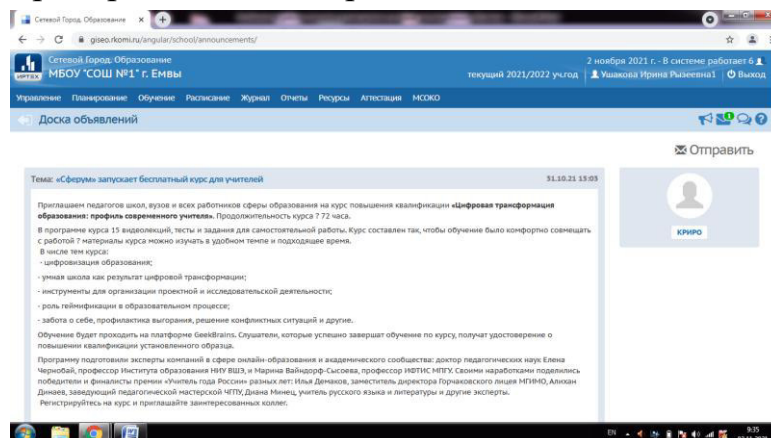 Сетевой Город. Образование
giseo.rkomi.ru/angular/school/announcements/
Сетевой Город. Образование
2 ноября 2021 г. - В системе работает 6
ИРТЕХ
МБОУ "СОШ №1" г. Емвы
текущий 2021/2022 уч.год
Ушакова Ирина Рызеевна1
Выход
Управление Планирование Обучение Расписание Журнал Отчеты Ресурсы Аттестация МСОКО
Доска объявлений
1
Отправить
Тема: «Сферум» запускает бесплатный курс для учителей
31.10.21 13:03
Приглашаем педагогов школ, вузов и всех работников сферы образования на курс повышения квалификации «Цифровая трансформация
образования: профиль современного учителя». Продолжительность курса ? 72 часа.
В программе курса 15 видеолекций, тесты и задания для самостоятельной работы. Курс составлен так, чтобы обучение было комфортно совмещать
с работой ? материалы курса можно изучать в удобном темпе и подходящее время.
В числе тем курса:
- цифровизация образования;
- умная школа как результат цифровой трансформации;
- инструменты для организации проектной и исследовательской деятельности;
- роль геймификации в образовательном процессе;
- забота о себе, профилактика выгорания, решение конфликтных ситуаций и другие.
Обучение будет проходить на платформе GeekBrains. Слушатели, которые успешно завершат обучение по курсу, получат удостоверение о
повышении квалификации установленного образца.
Программу подготовили эксперты компаний в сфере онлайн-образования и академического сообщества: доктор педагогических наук Елена
Чернобай, профессор Института образования НИУ ВШЭ, и Марина Вайндорф-Сысоева, профессор ИФТИС МПГУ. Своими наработками поделились
победители и финалисты премии «Учитель года России» разных лет: Илья Демаков, заместитель директора Горчаковского лицея МГИМО, Алихан
Динаев, заведующий педагогической мастерской ЧГПУ, Диана Минец, учитель русского языка и литературы и другие эксперты.
Регистрируйтесь на курс и приглашайте заинтересованных коллег.
КРИРО
EN
9:35